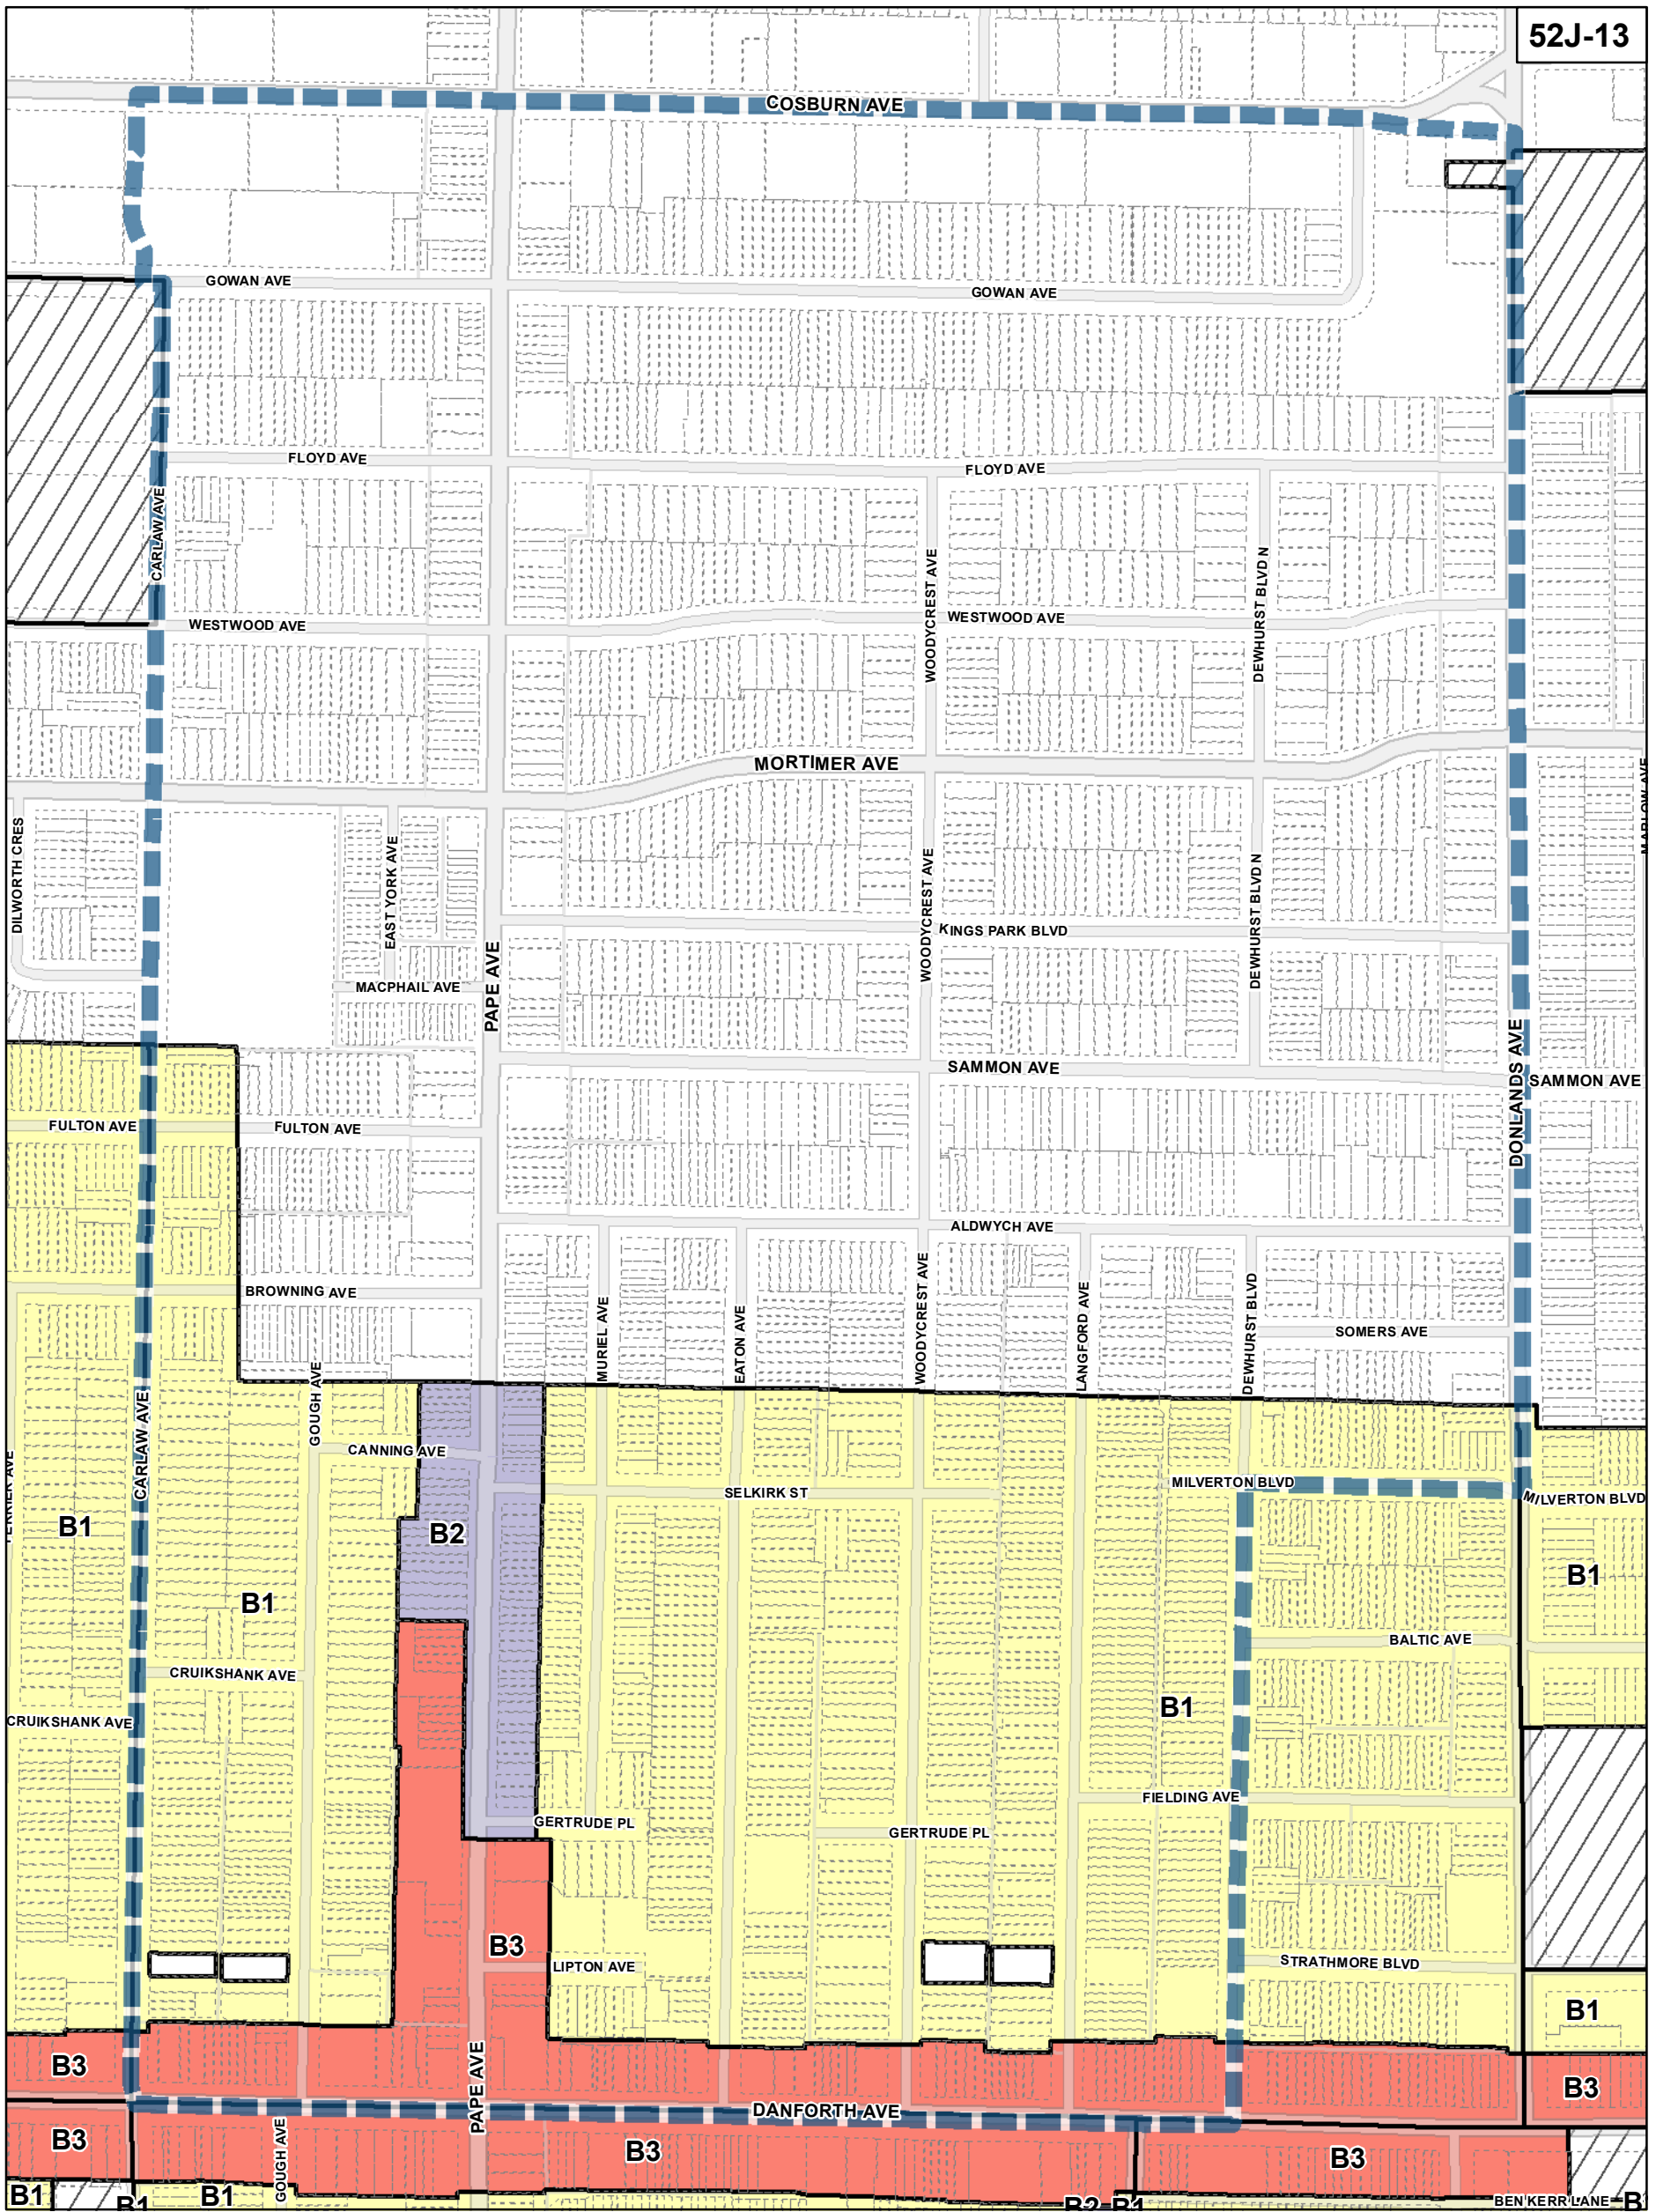 52J-13
COSBURN AVE
GOWAN AVE
GOWAN AVE
FLOYD AVE
FLOYD AVE
CARLAW AVE
WOODYCREST AVE
DEWHURST BLVD N
WESTWOOD AVE
WESTWOOD AVE
MORTIMER AVE
MARLOW AVE
DILWORTH CRES
EAST YORK AVE
WOODYCREST AVE
DEWHURST BLVD N
KINGS PARK BLVD
PAPE AVE
MACPHAIL AVE
DONLANDS AVE
SAMMON AVE
SAMMON AVE
FULTON AVE
FULTON AVE
ALDWYCH AVE
BROWNING AVE
MURIEL AVE
EATON AVE
WOODYCREST AVE
LANGFORD AVE
DEWHURST BLVD
SOMERS AVE
GOUGH AVE
CARLAW AVE
CANNING AVE
MILVERTON BLVD
SELKIRK ST
MILVERTON BLVD
B1
B2
B1
B1
BALTIC AVE
CRUIKSHANK AVE
B1
CRUIKSHANK AVE
FIELDING AVE
GERTRUDE PL
GERTRUDE PL
B3
LIPTON AVE
STRATHMORE BLVD
B1
B3
PAPE AVE
B3
DANFORTH AVE
B3
GOUGH AVE
B3
B3
B1
B1
B1
B2
B1
BEN KERR LANE